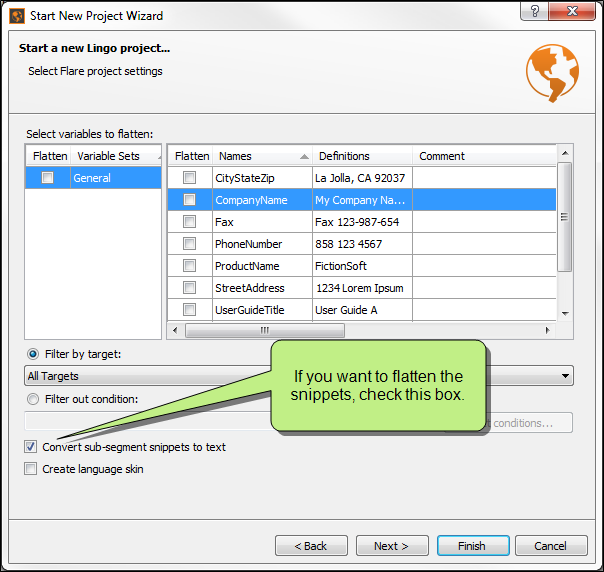 Start New Project Wizard
Start a new Lingo project...
Select Flare project settings
Select variables to flatten:
Flatten Variable Sets
General
Flatten Names Definitions Comment
CityStateZip La Jolla, CA 92037
CompanyName My Company Na...
Fax Fax 123-987-654
PhoneNumber 858 123 4567
ProductName FictionSoft
StreetAddress 1234 Lorem Ipsum
UserGuideTitle User Guide A
Filter by target:
All Targets
If you want to flatten the
snippets, check this box.
Filter out condition:
conditions...
Convert sub-segment snippets to text
Create language skin
< Back Next > Finish Cancel